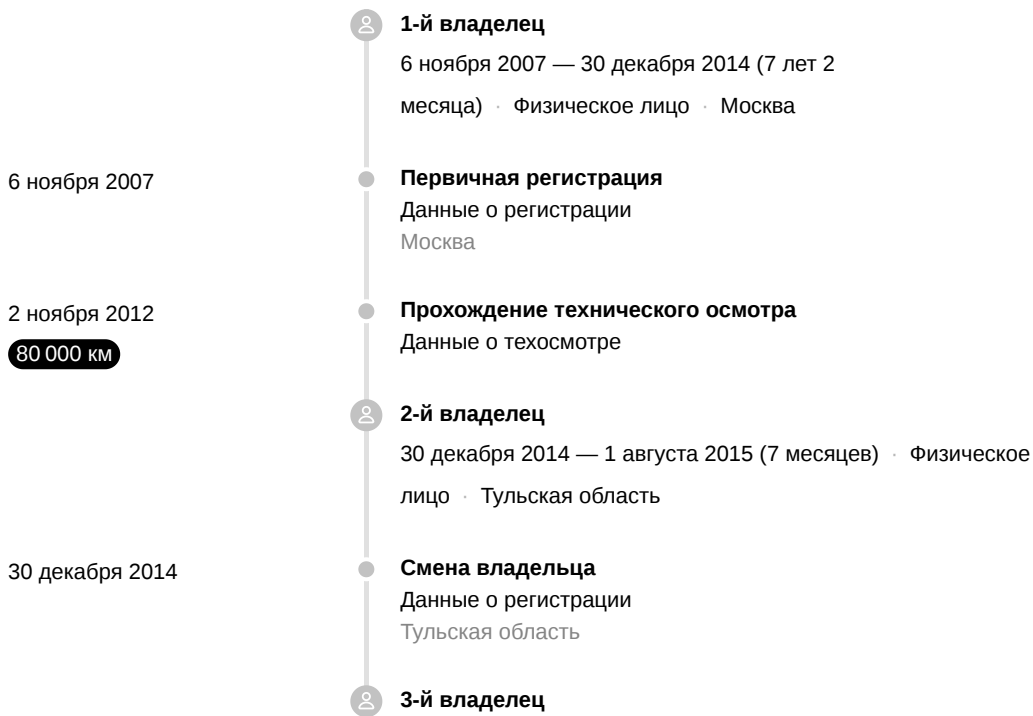 1-й владелец
6 ноября 2007 — 30 декабря 2014 (7 лет 2
месяца) · Физическое лицо · Москва
6 ноября 2007
Первичная регистрация
Данные о регистрации
Москва
2 ноября 2012
80 000 км
Прохождение технического осмотра
Данные о техосмотре
2-й владелец
30 декабря 2014 — 1 августа 2015 (7 месяцев) · Физическое
лицо · Тульская область
30 декабря 2014
Смена владельца
Данные о регистрации
Тульская область
3-й владелец